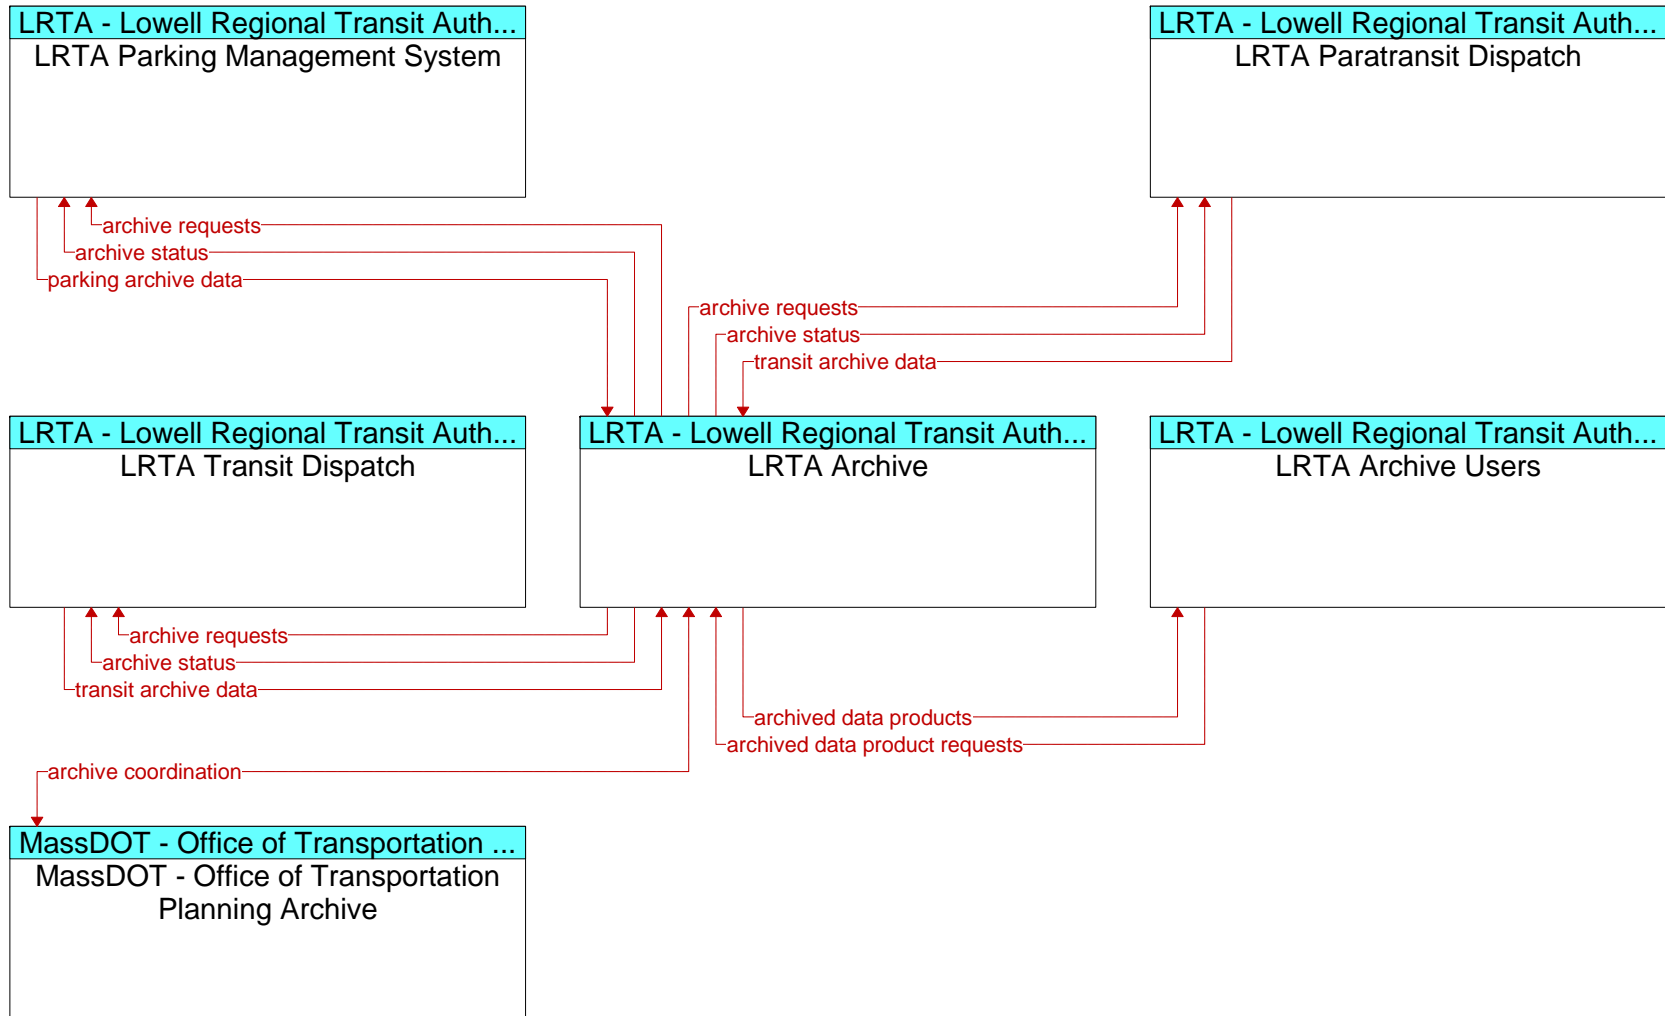 LRTA - Lowell Regional Transit Auth...
LRTA Parking Management System
LRTA - Lowell Regional Transit Auth...
LRTA Paratransit Dispatch
archive requests
archive status
parking archive data
archive requests
archive status
transit archive data
LRTA - Lowell Regional Transit Auth...
LRTA Transit Dispatch
LRTA - Lowell Regional Transit Auth...
LRTA Archive
LRTA - Lowell Regional Transit Auth...
LRTA Archive Users
archive requests
archive status
transit archive data
archived data products
archived data product requests
archive coordination
MassDOT - Office of Transportation ...
MassDOT - Office of Transportation
Planning Archive